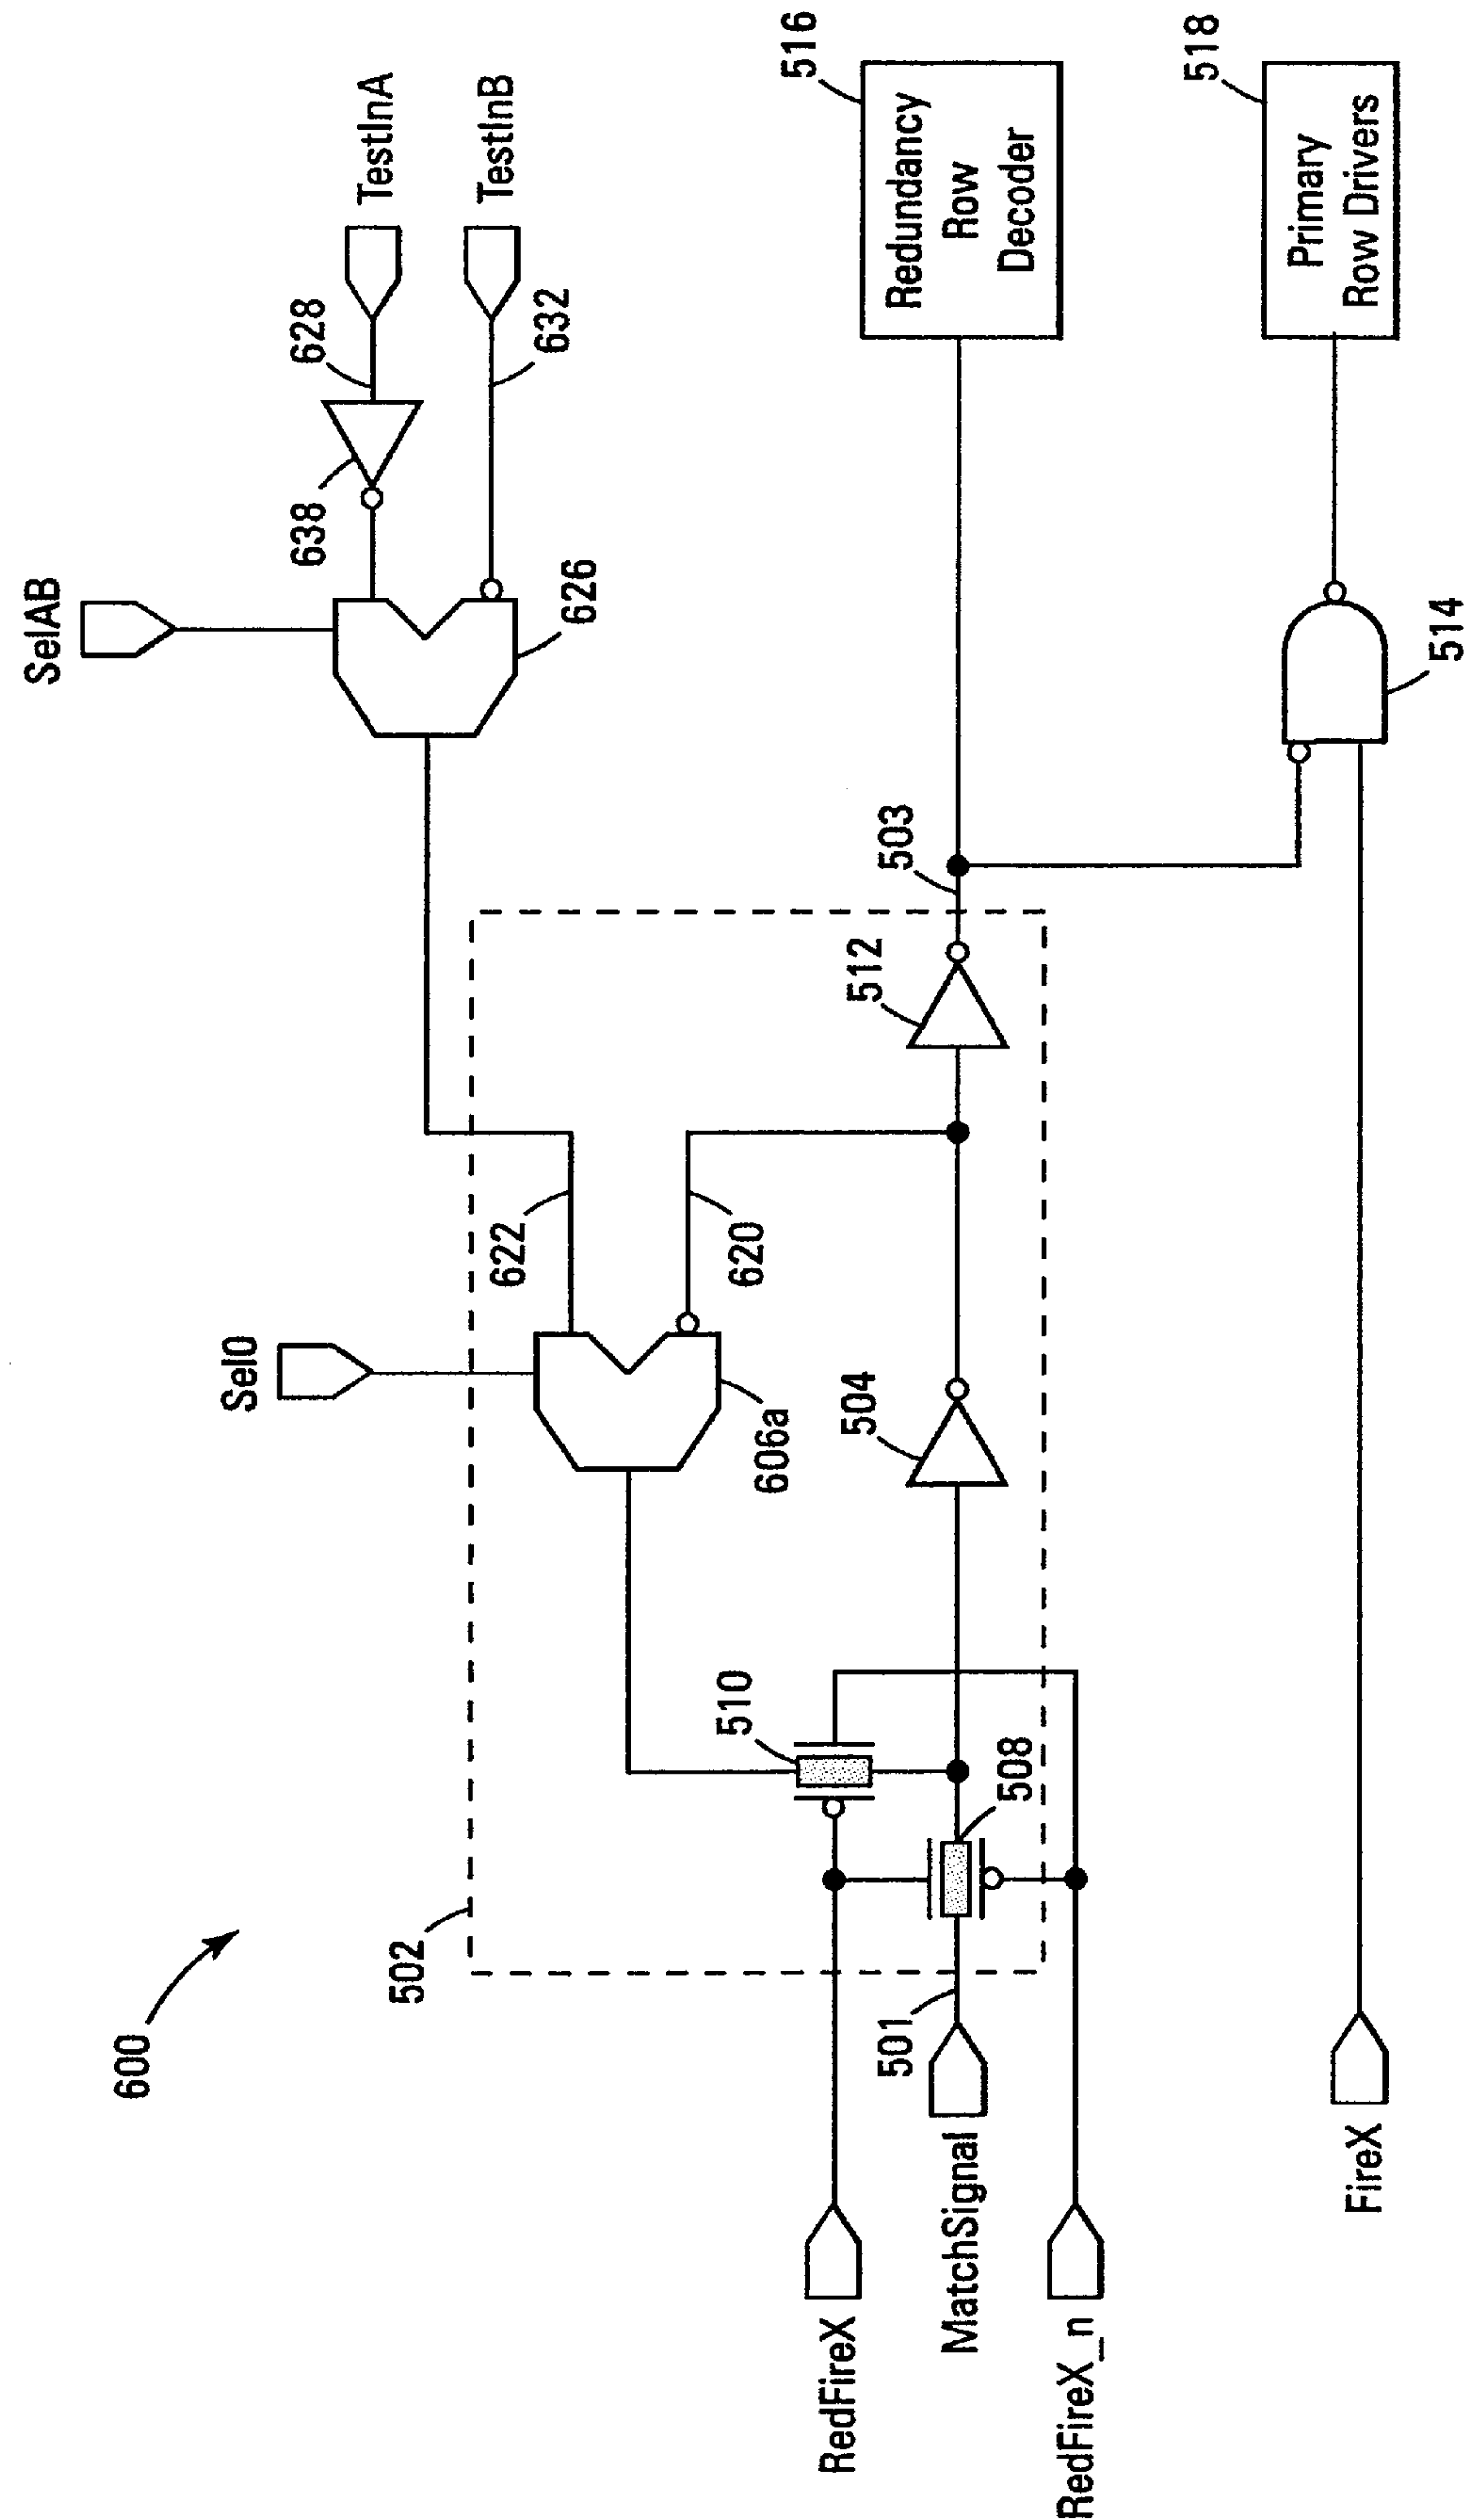 600
502
Sel0
SelAB
TestInA
TestInB
628
638
632
626
622
620
606a
510
504
512
503
516
Redundancy
Row
Decoder
508
501
RedFireX
MatchSignal
RedFireX_n
518
Primary
Row Drivers
514
FireX